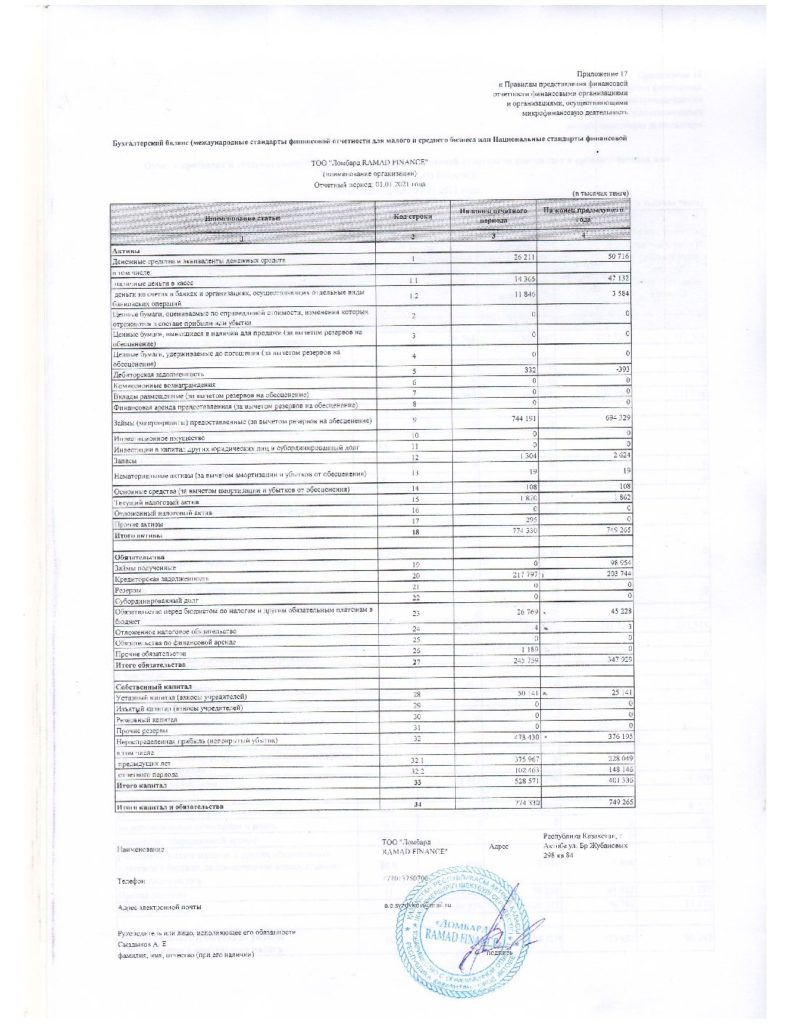 Приложение 17
к Правилам представления финансовой
отчетности финансовыми организациями
и организациями, осуществляющими
микрофинансовую деятельность
Бухгалтерский баланс (международные стандарты финансовой отчетности для малого и среднего бизнеса или Национальные стандарты финансовой
ТОО "Ломбард RAMAD FINANCE"
(наименование организации)
Отчетный период: 01.01.2021 года
(в тысячах тенге)
Наименование статьи Код строки На конец отчетного периода На конец предыдущего года
1 2 3 4
Активы
Денежные средства и эквиваленты денежных средств 1 26 211 50 716
в том числе:
наличные деньги в кассе 1.1 14 365 47 132
деньги на счетах в банках и организациях, осуществляющих отдельные виды
банковских операций 1.2 11 846 3 584
Ценные бумаги, оцениваемые по справедливой стоимости, изменения которых
отражаются в составе прибыли или убытка 2 0 0
Ценные бумаги, имеющиеся в наличии для продажи (за вычетом резервов на
обесценение) 3 0 0
Ценные бумаги, удерживаемые до погашения (за вычетом резервов на
обесценение) 4 0 0
Дебиторская задолженность 5 332 -393
Комиссионные вознаграждения 6 0 0
Вклады размещенные (за вычетом резервов на обесценение) 7 0 0
Финансовая аренда предоставленная (за вычетом резервов на обесценение) 8 0 0
Займы (микрокредиты) предоставленные (за вычетом резервов на обесценение) 9 744 191 694 329
Инвестиционное имущество 10 0 0
Инвестиции в капитал других юридических лиц и субординированный долг 11 0 0
Запасы 12 1 304 2 624
Нематериальные активы (за вычетом амортизации и убытков от обесценения) 13 19 19
Основные средства (за вычетом амортизации и убытков от обесценения) 14 108 108
Текущий налоговый актив 15 1 870 1 862
Отложенный налоговый актив 16 0 0
Прочие активы 17 295 0
Итого активы 18 774 330 749 265
Обязательства
Займы полученные 19 0 98 954
Кредиторская задолженность 20 217 797 203 744
Резервы 21 0 0
Субординированный долг 22 0 0
Обязательство перед бюджетом по налогам и другим обязательным платежам в
бюджет 23 26 769 45 228
Отложенное налоговое обязательство 24 4 3
Обязательства по финансовой аренде 25 0 0
Прочие обязательства 26 1 189 0
Итого обязательства 27 245 759 347 929
Собственный капитал
Уставный капитал (взносы учредителей) 28 50 141 25 141
Изъятый капитал (взносы учредителей) 29 0 0
Резервный капитал 30 0 0
Прочие резервы 31 0 0
Нераспределенная прибыль (непокрытый убыток) 32 478 430 376 195
в том числе:
предыдущих лет 32.1 375 967 228 049
отчетного периода 32.2 102 463 148 146
Итого капитал 33 528 571 401 336
Итого капитал и обязательства 34 774 330 749 265
Наименование ТОО "Ломбард
RAMAD FINANCE" Адрес Республика Казахстан, г
Актобе ул. Бр Жубановых
298 кв 84
Телефон
Адрес электронной почты
Руководитель или лицо, исполняющее его обязанности
Сыздыков А. Е
фамилия, имя, отчество (при его наличии)
подпись
«ЛОМБАРД
RAMAD FINANCE»